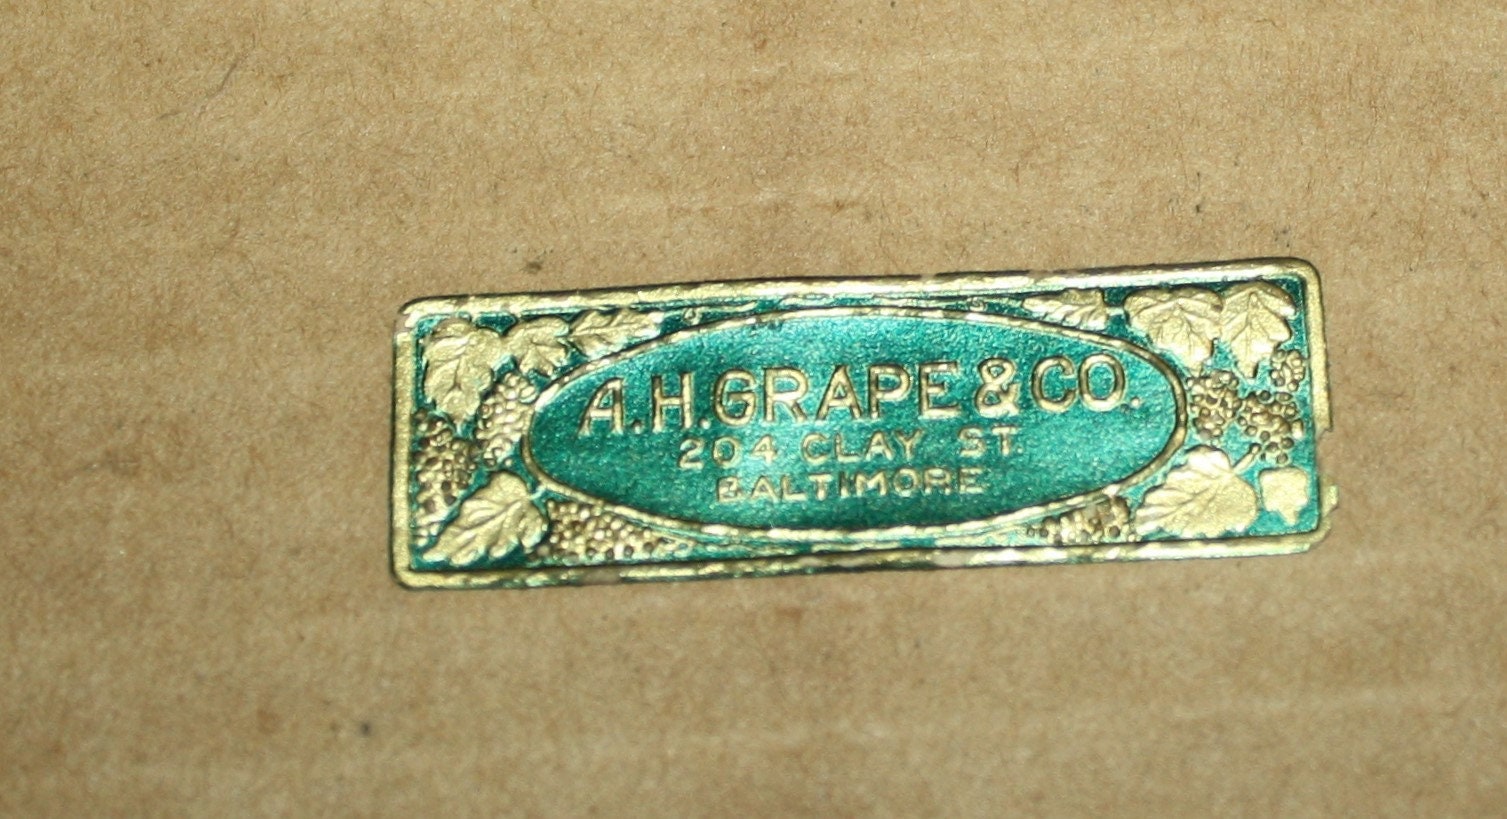 A.H.GRAPE & CO.
204 CLAY ST.
BALTIMORE